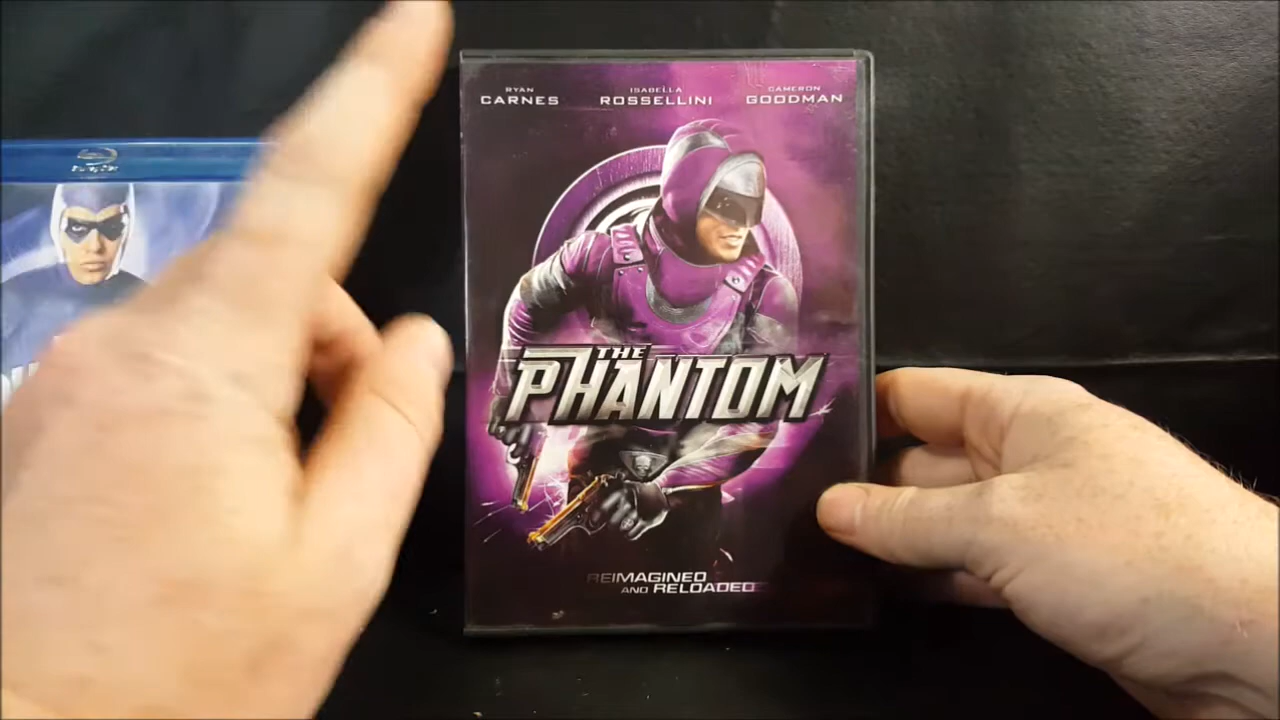 RYAN
CARNES
ISABELLA
ROSSELLINI
CAMERON
GOODMAN
THE
PHANTOM
REIMAGINED
AND RELOADED